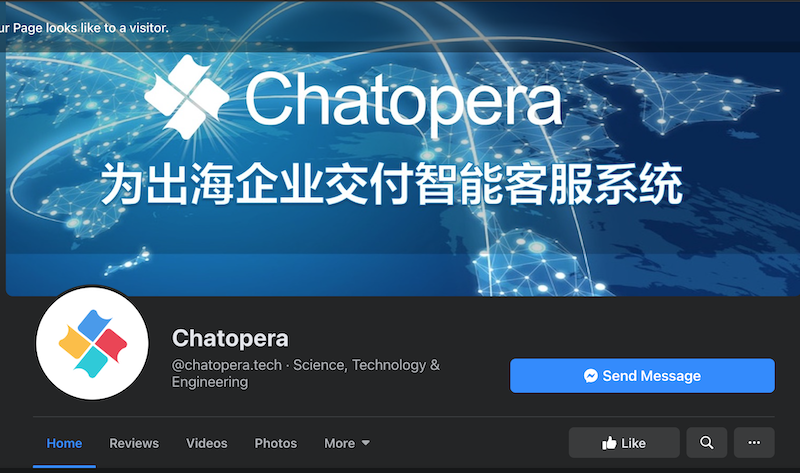 ur Page looks like to a visitor.
Chatopera
为出海企业交付智能客服系统
Chatopera
@chatopera.tech · Science, Technology &
Engineering
Send Message
Home Reviews Videos Photos More
Like